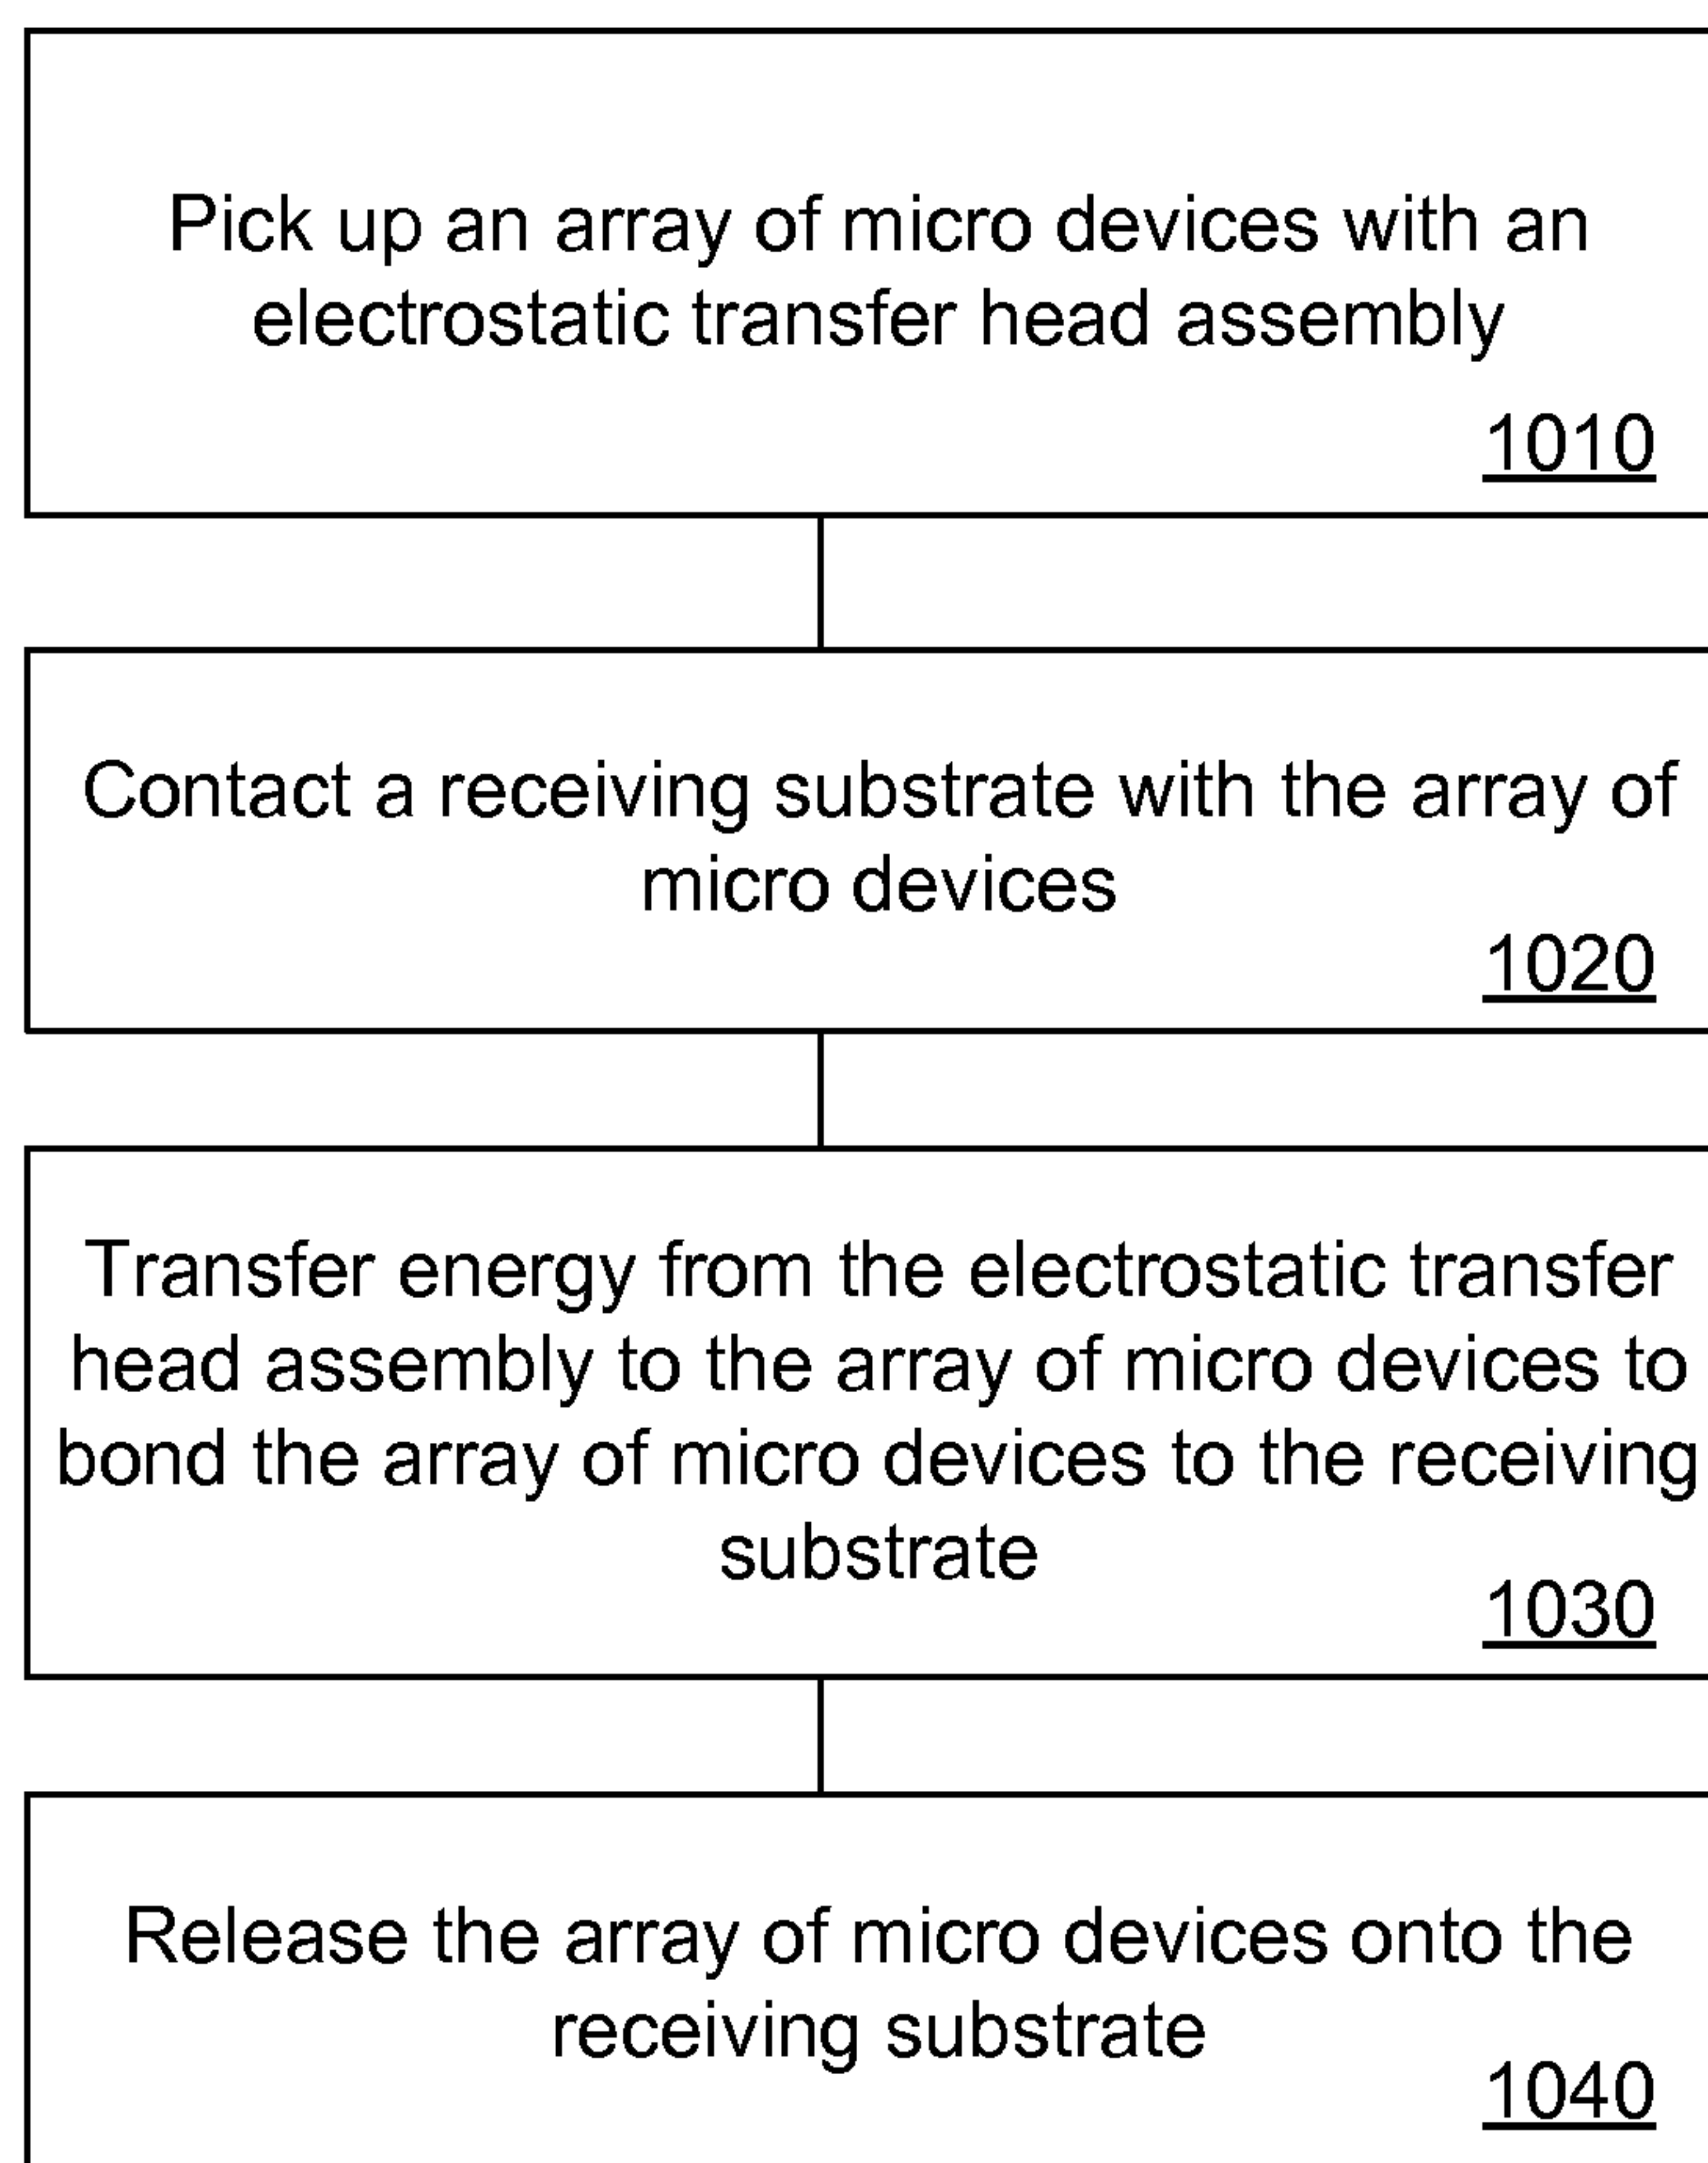 Pick up an array of micro devices with an
electrostatic transfer head assembly
1010
Contact a receiving substrate with the array of
micro devices
1020
Transfer energy from the electrostatic transfer
head assembly to the array of micro devices to
bond the array of micro devices to the receiving
substrate
1030
Release the array of micro devices onto the
receiving substrate
1040